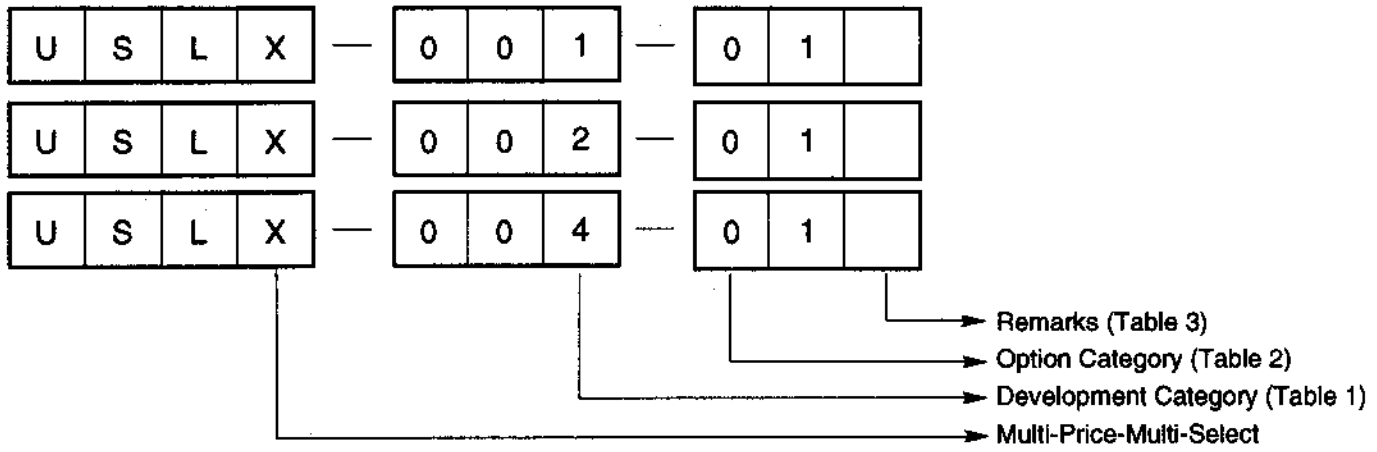 U S L X — 0 0 1 — 0 1
U S L X — 0 0 2 — 0 1
U S L X — 0 0 4 — 0 1
Remarks (Table 3)
Option Category (Table 2)
Development Category (Table 1)
Multi-Price-Multi-Select